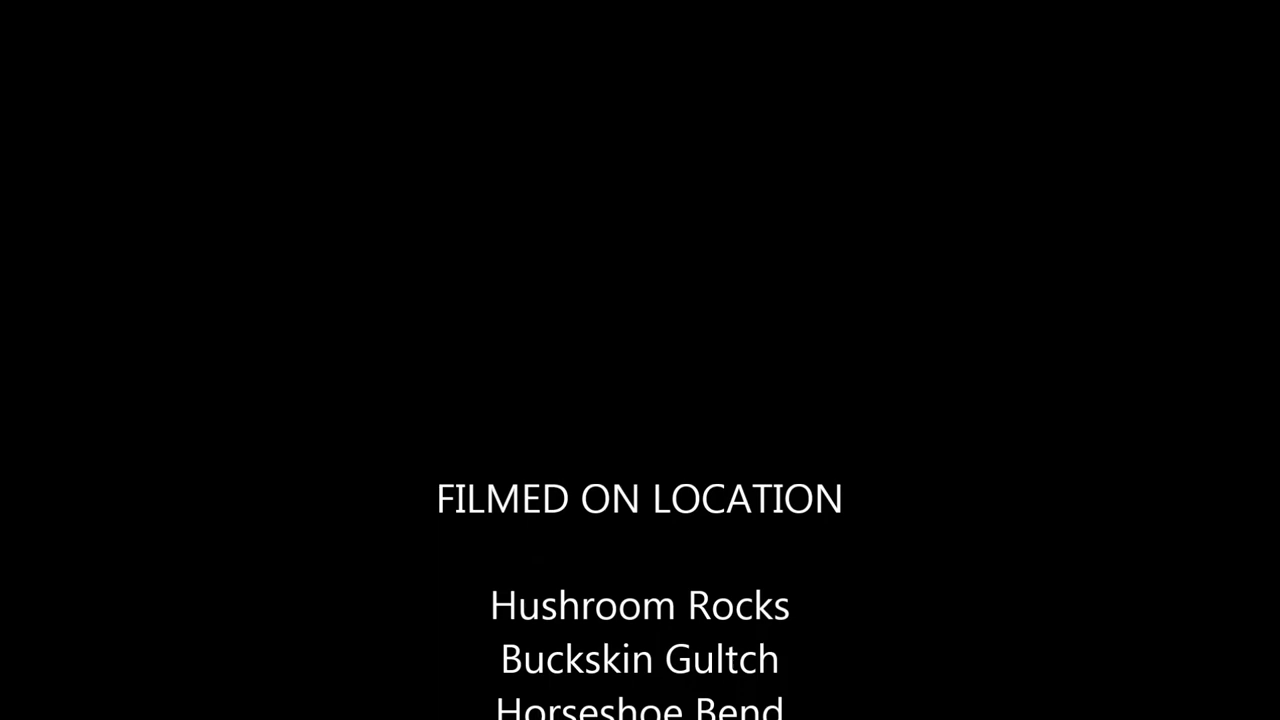 FILMED ON LOCATION
Hushroom Rocks
Buckskin Gultch
Horseshoe Bend